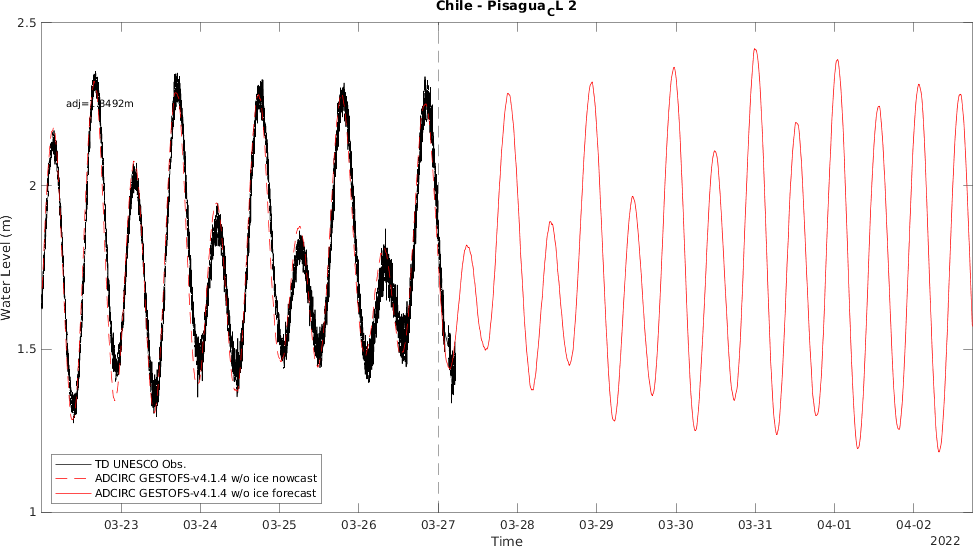 Chile - PisaguaCL 2
2.5
2
1.5
1
Water Level (m)
TD UNESCO Obs.
ADCIRC GESTOFS-v4.1.4 w/o ice nowcast
ADCIRC GESTOFS-v4.1.4 w/o ice forecast
03-23
03-24
03-25
03-26
03-27
03-28
03-29
03-30
03-31
04-01
04-02
Time
2022